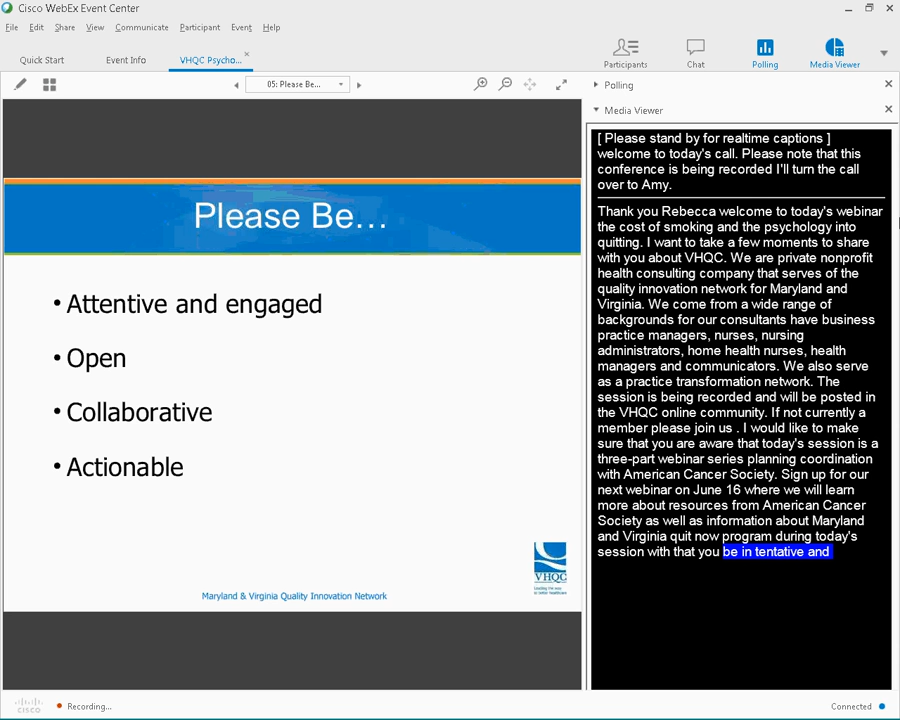 Cisco WebEx Event Center
File Edit Share View Communicate Participant Event Help
Quick Start Event Info VHQC Psycho...
Participants Chat Polling Media Viewer
05: Please Be...
Polling
Media Viewer
Please Be...
• Attentive and engaged
• Open
• Collaborative
• Actionable
VHQC
Maryland & Virginia Quality Innovation Network
[ Please stand by for realtime captions ]
welcome to today's call. Please note that this
conference is being recorded I'll turn the call
over to Amy.
Thank you Rebecca welcome to today's webinar
the cost of smoking and the psychology into
quitting. I want to take a few moments to share
with you about VHQC. We are private nonprofit
health consulting company that serves of the
quality innovation network for Maryland and
Virginia. We come from a wide range of
backgrounds for our consultants have business
practice managers, nurses, nursing
administrators, home health nurses, health
managers and communicators. We also serve
as a practice transformation network. The
session is being recorded and will be posted in
the VHQC online community. If not currently a
member please join us . I would like to make
sure that you are aware that today's session is a
three-part webinar series planning coordination
with American Cancer Society. Sign up for our
next webinar on June 16 where we will learn
more about resources from American Cancer
Society as well as information about Maryland
and Virginia quit now program during today's
session with that you be in tentative and
cisco
Recording...
Connected